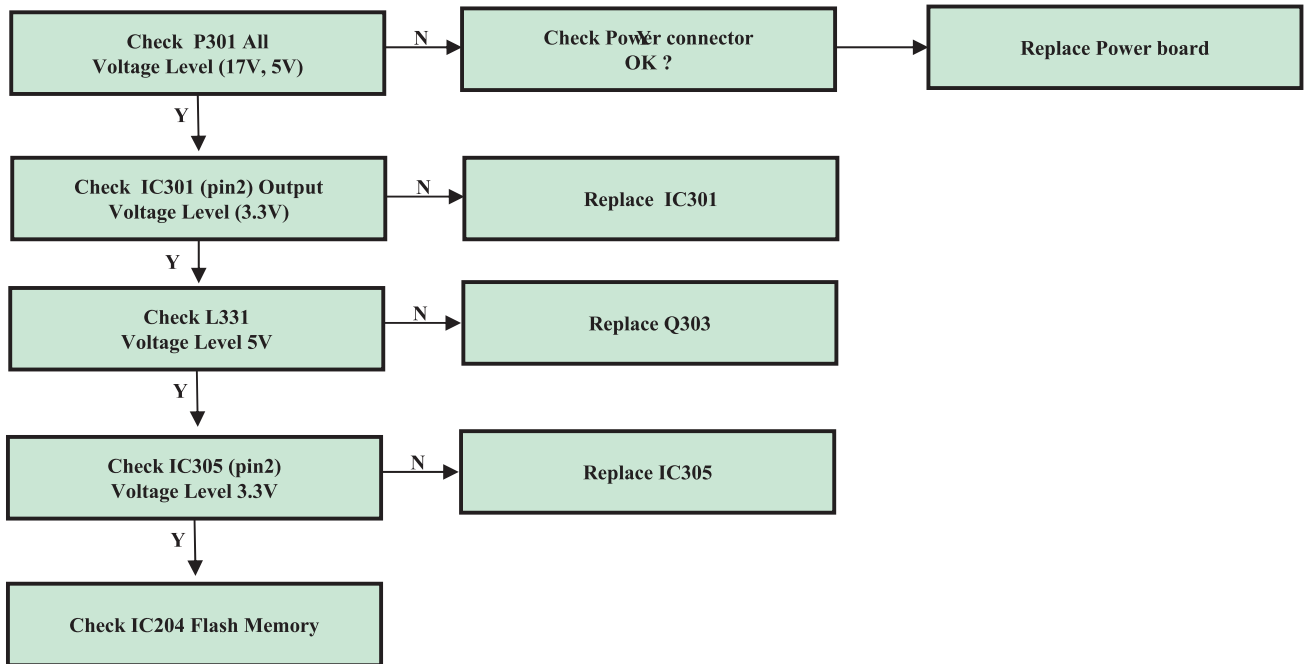 Check P301 All
Voltage Level (17V, 5V)
N
Check Power connector
OK ?
Y
Replace Power board
Y
Check IC301 (pin2) Output
Voltage Level (3.3V)
N
Replace IC301
Y
Check L331
Voltage Level 5V
N
Replace Q303
Y
Check IC305 (pin2)
Voltage Level 3.3V
N
Replace IC305
Y
Check IC204 Flash Memory